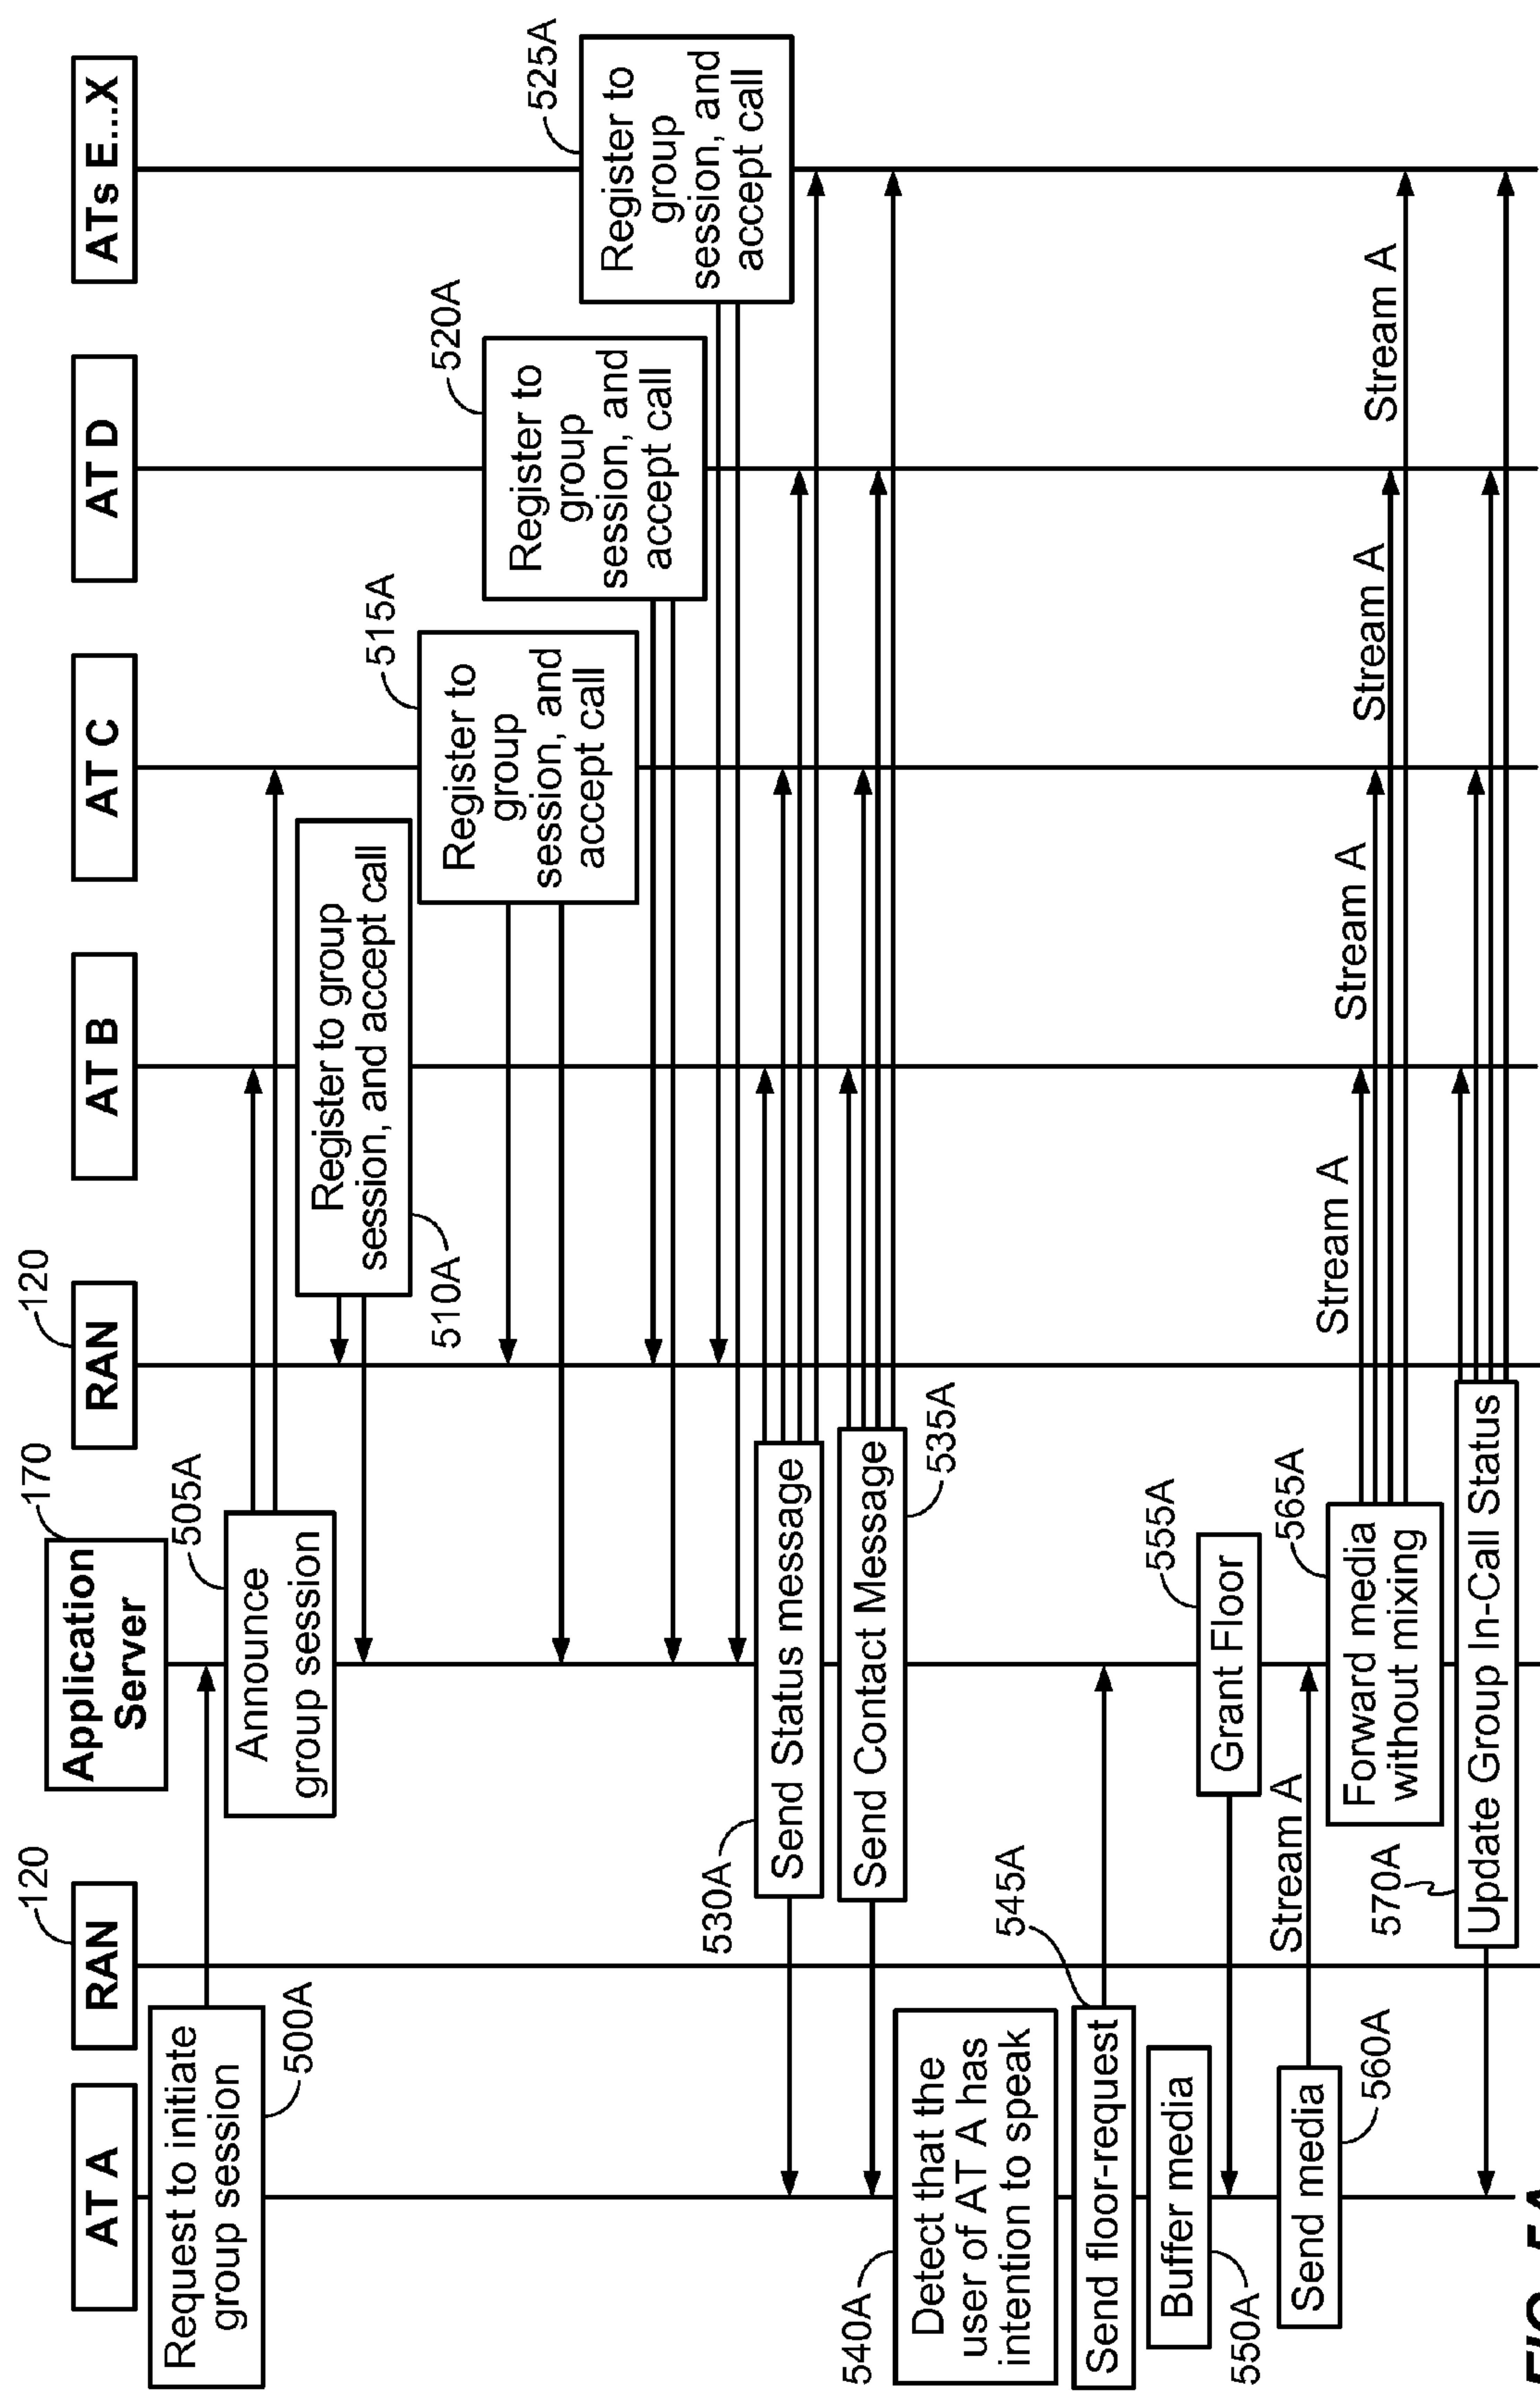 AT A
RAN
120
Application
Server
170
RAN
120
AT B
AT C
AT D
ATs E...X
Request to initiate
group session
500A
Announce
group session
505A
Register to group
session, and accept call
510A
Register to
group
session, and
accept call
515A
Register to
group
session, and
accept call
520A
Register to
group
session, and
accept call
525A
Send Status message
530A
Send Contact Message
535A
Detect that the
user of AT A has
intention to speak
540A
Send floor-request
545A
Buffer media
550A
Grant Floor
555A
Send media
560A
Stream A
Forward media
without mixing
565A
Stream A
Stream A
Stream A
Stream A
Update Group In-Call Status
570A
FIG. 5A